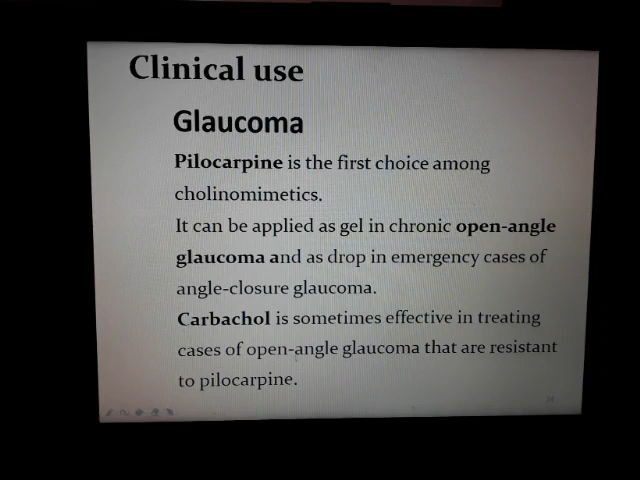 Clinical use
Glaucoma
Pilocarpine is the first choice among
cholinomimetics.
It can be applied as gel in chronic open-angle
glaucoma and as drop in emergency cases of
angle-closure glaucoma.
Carbachol is sometimes effective in treating
cases of open-angle glaucoma that are resistant
to pilocarpine.